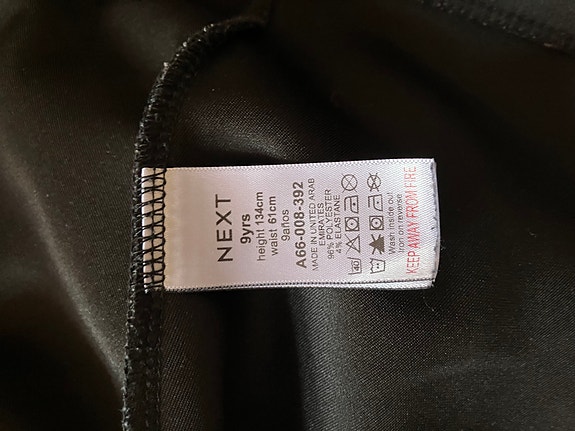 NEXT
9yrs
height 134cm
waist 61cm
9años
A66-008-392
MADE IN UNITED ARAB
EMIRATES
96% POLYESTER
4% ELASTANE
40
Wash inside out
Iron on reverse
KEEP AWAY FROM FIRE